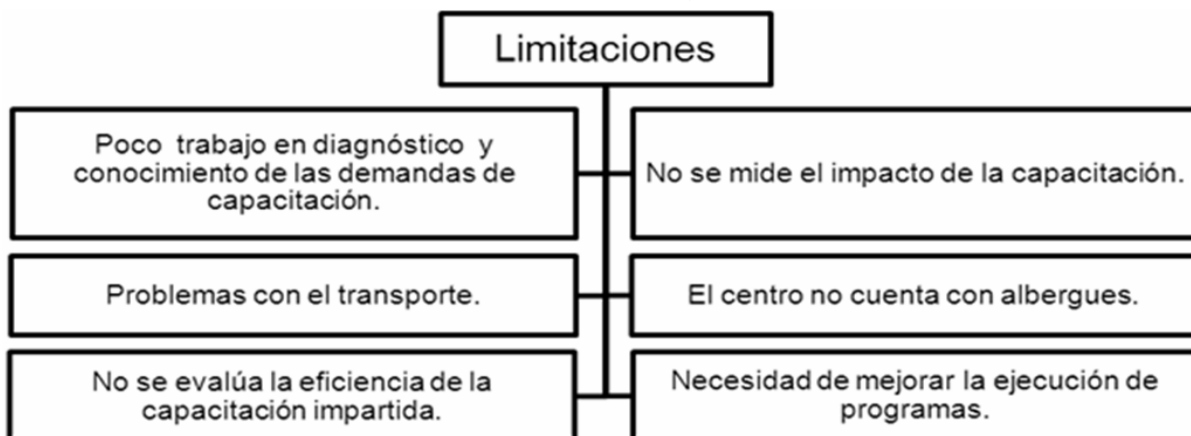 Limitaciones
Poco trabajo en diagnóstico y
conocimiento de las demandas de
capacitación.
No se mide el impacto de la capacitación.
Problemas con el transporte.
El centro no cuenta con albergues.
No se evalúa la eficiencia de la
capacitación impartida.
Necesidad de mejorar la ejecución de
programas.